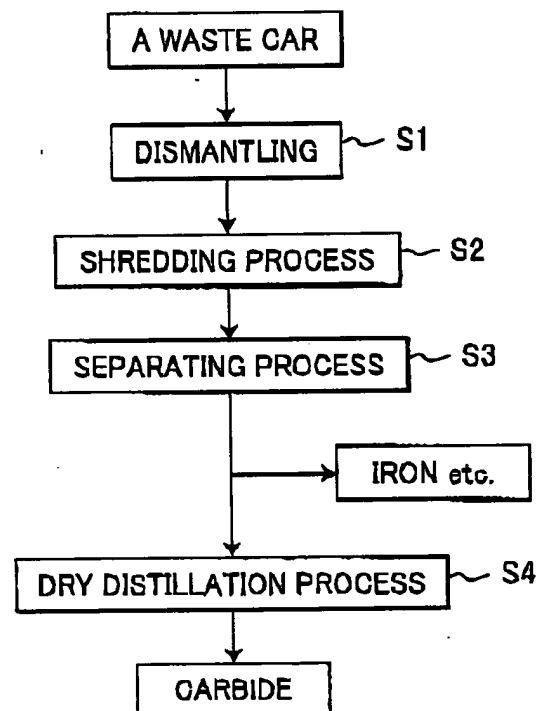 A WASTE CAR
DISMANTLING
S1
SHREDDING PROCESS
S2
SEPARATING PROCESS
S3
IRON etc.
DRY DISTILLATION PROCESS
S4
CARBIDE